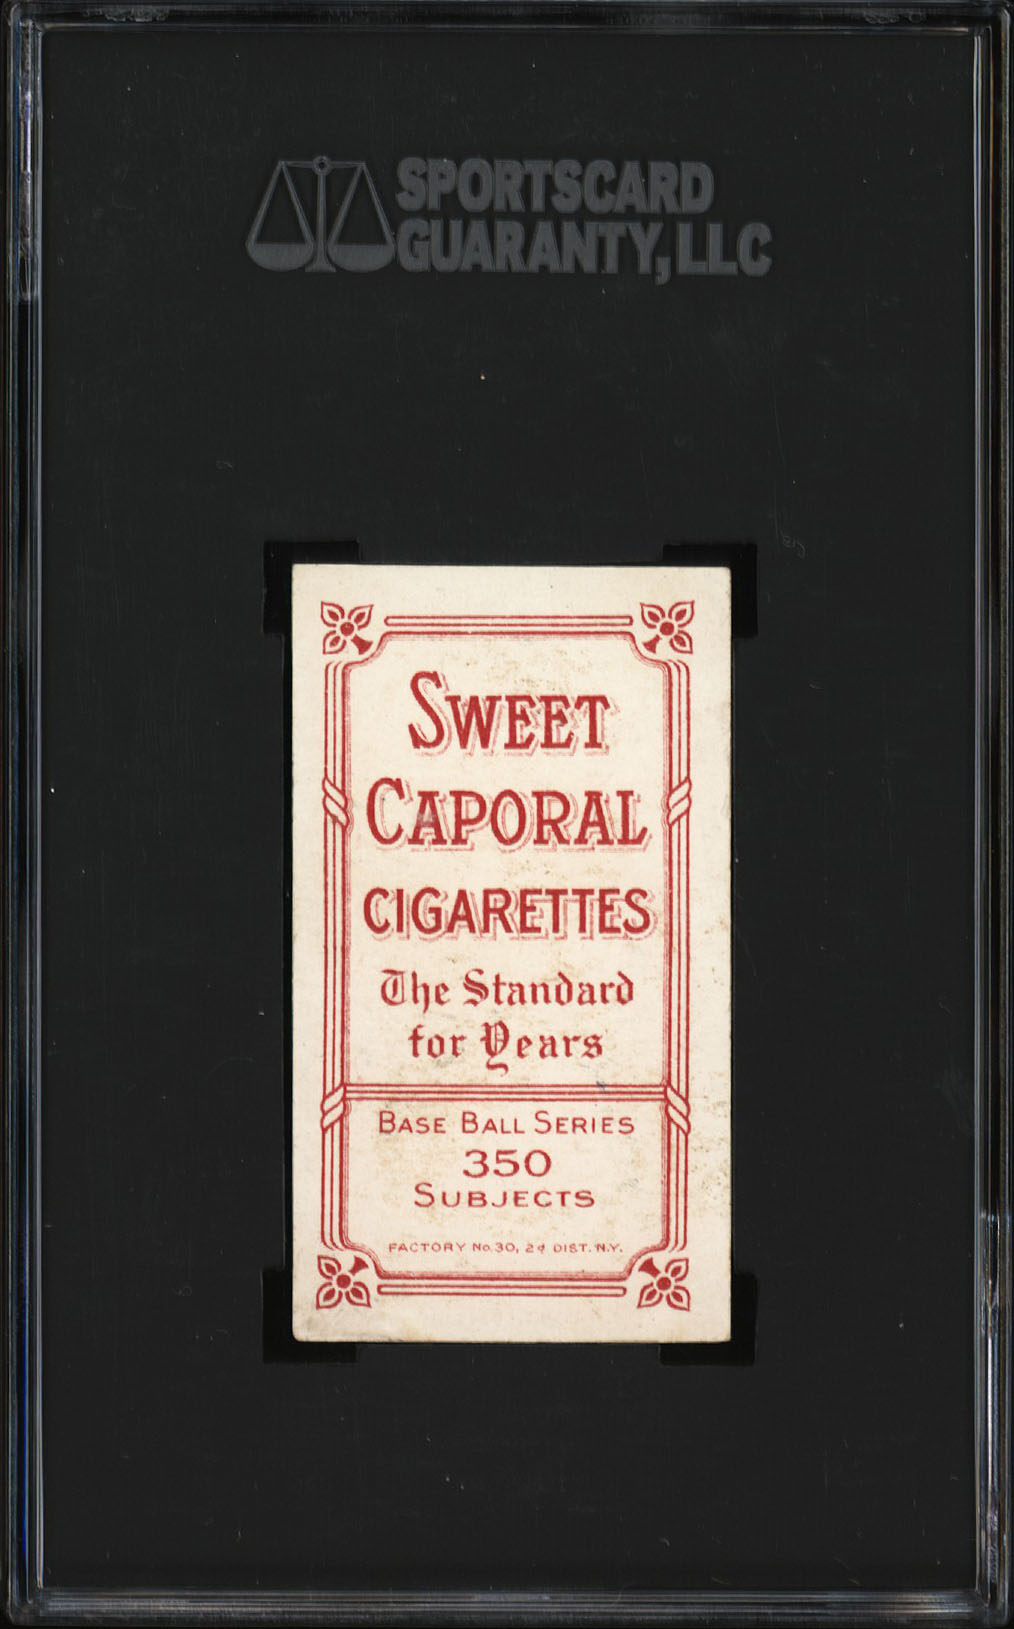 SPORTSCARD
GUARANTY, LLC
SWEET
CAPORAL
CIGARETTES
The Standard
for Years
BASE BALL SERIES
350
SUBJECTS
FACTORY No. 30, 2d DIST. N.Y.